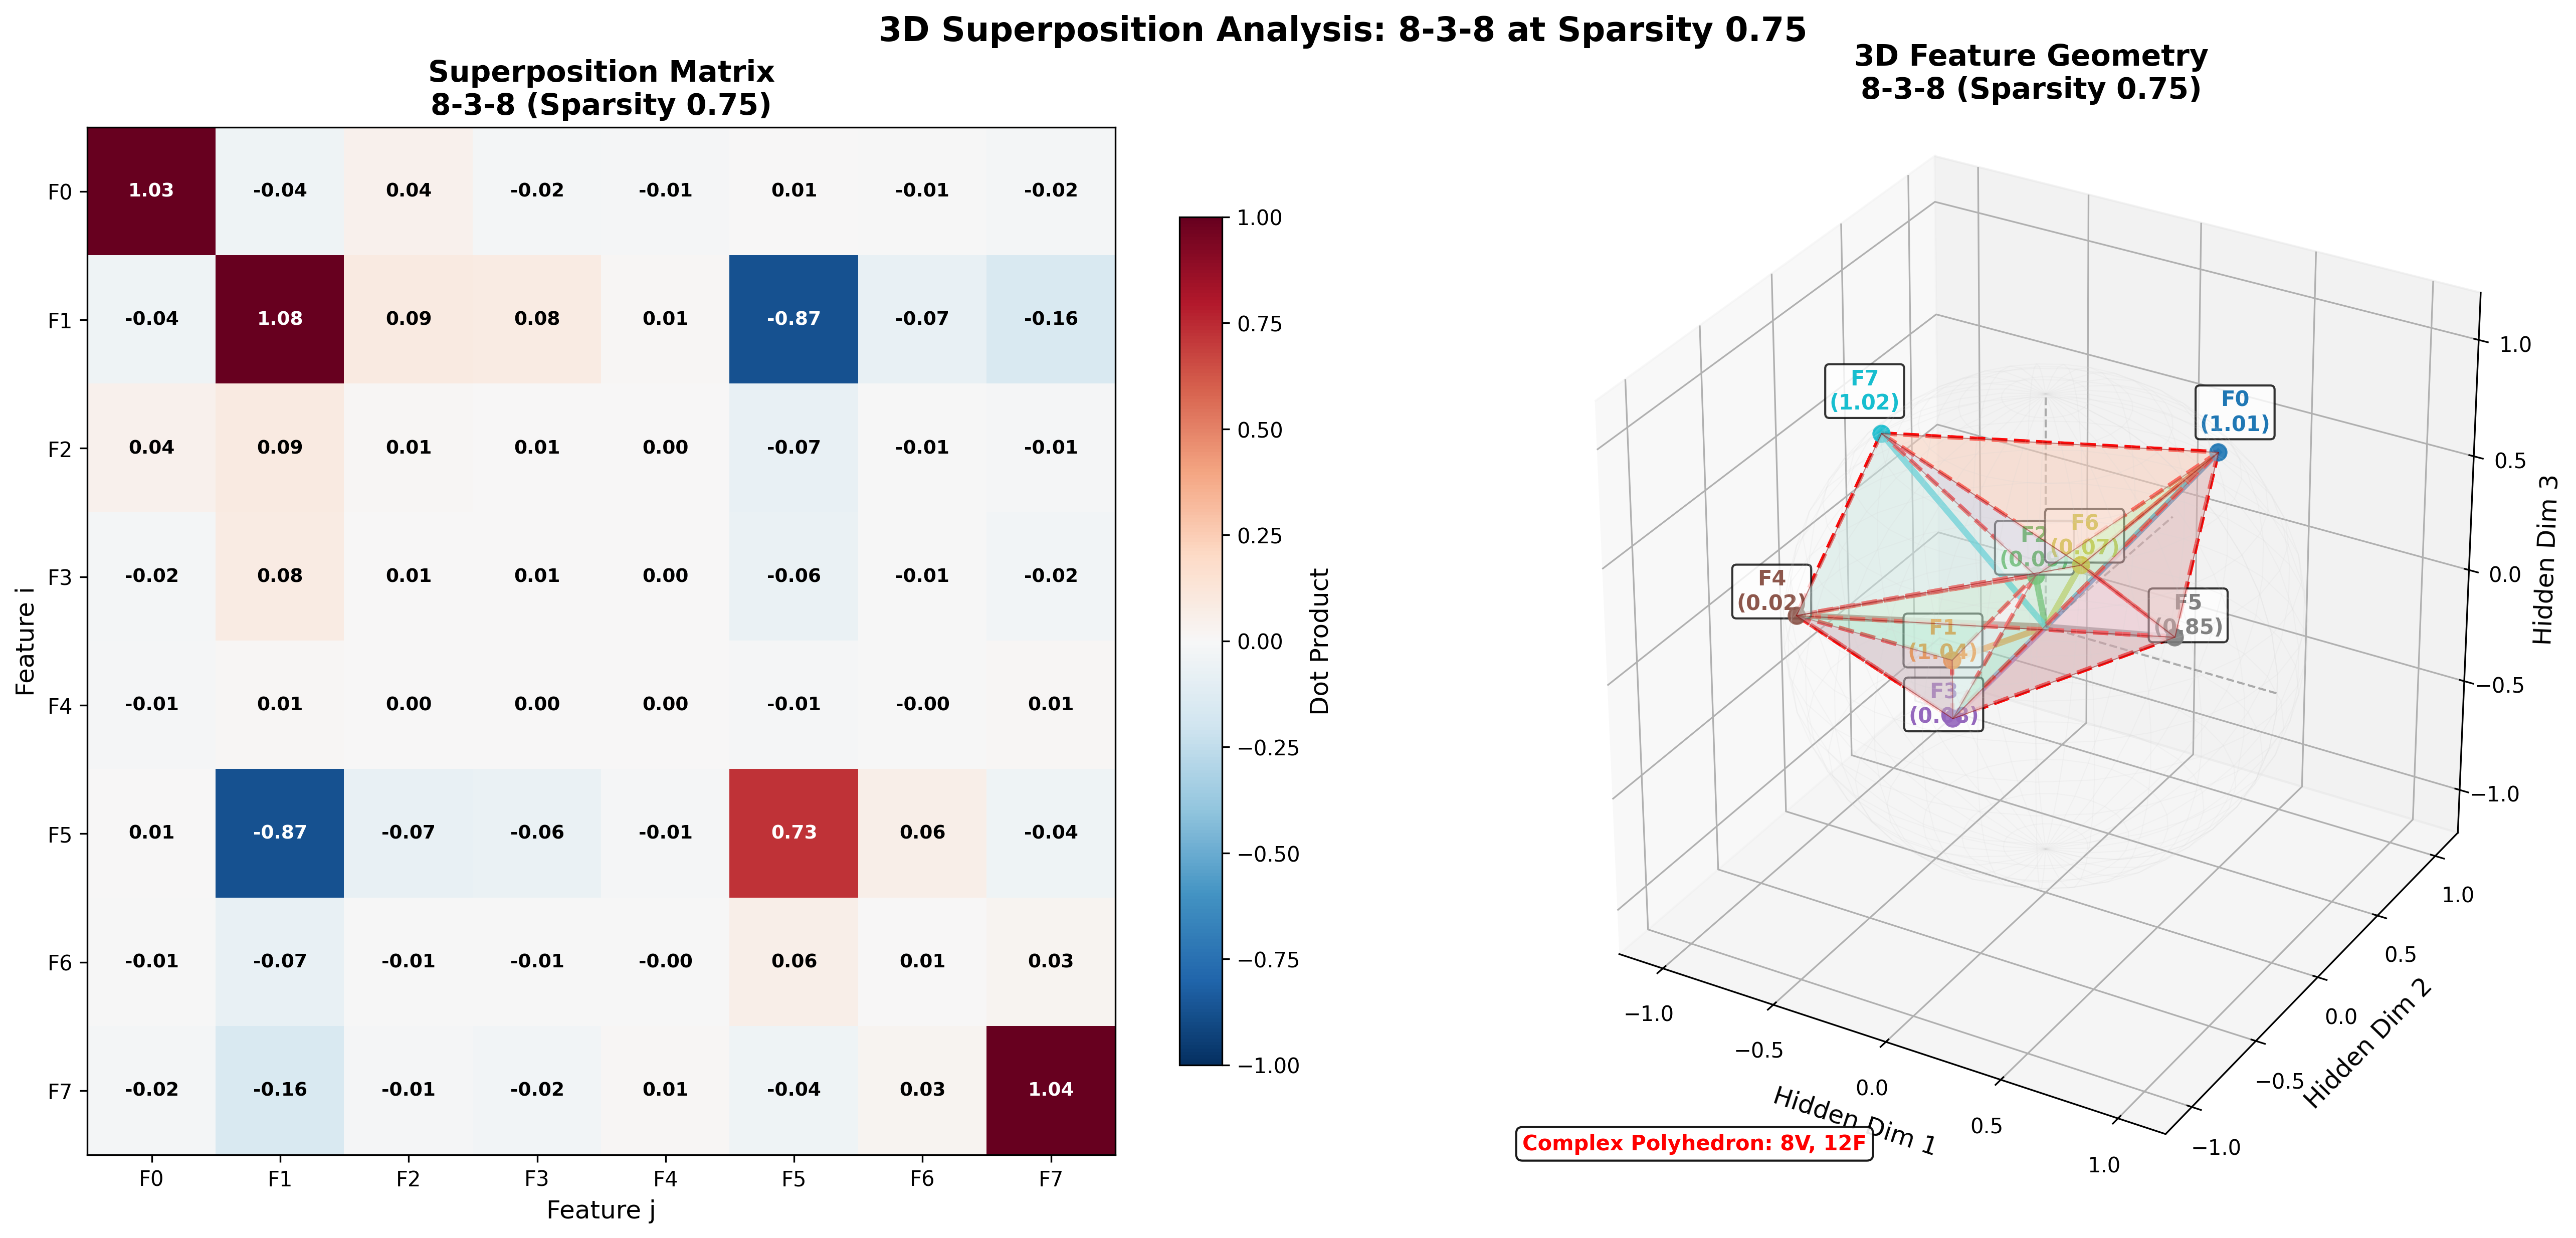 3D Superposition Analysis: 8-3-8 at Sparsity 0.75
Superposition Matrix
8-3-8 (Sparsity 0.75)
F0 1.03 -0.04 0.04 -0.02 -0.01 0.01 -0.01 -0.02
F1 -0.04 1.08 0.09 0.08 0.01 -0.87 -0.07 -0.16
F2 0.04 0.09 0.01 0.01 0.00 -0.07 -0.01 -0.01
F3 -0.02 0.08 0.01 0.01 0.00 -0.06 -0.01 -0.02
F4 -0.01 0.01 0.00 0.00 0.00 -0.01 -0.00 0.01
F5 0.01 -0.87 -0.07 -0.06 -0.01 0.73 0.06 -0.04
F6 -0.01 -0.07 -0.01 -0.01 -0.00 0.06 0.01 0.03
F7 -0.02 -0.16 -0.01 -0.02 0.01 -0.04 0.03 1.04
F0 F1 F2 F3 F4 F5 F6 F7
Feature j
Feature i
1.00
0.75
0.50
0.25
0.00
−0.25
−0.50
−0.75
−1.00
Dot Product
3D Feature Geometry
8-3-8 (Sparsity 0.75)
F7
(1.02)
F0
(1.01)
F2
F6
(0.07)
F4
(0.02)
F5
(0.85)
F1
(1.04)
F3
1.0
0.5
0.0
−0.5
−1.0
Hidden Dim 3
1.0
0.5
0.0
−0.5
−1.0
Hidden Dim 2
−1.0
−0.5
0.0
0.5
1.0
Hidden Dim 1
Complex Polyhedron: 8V, 12F